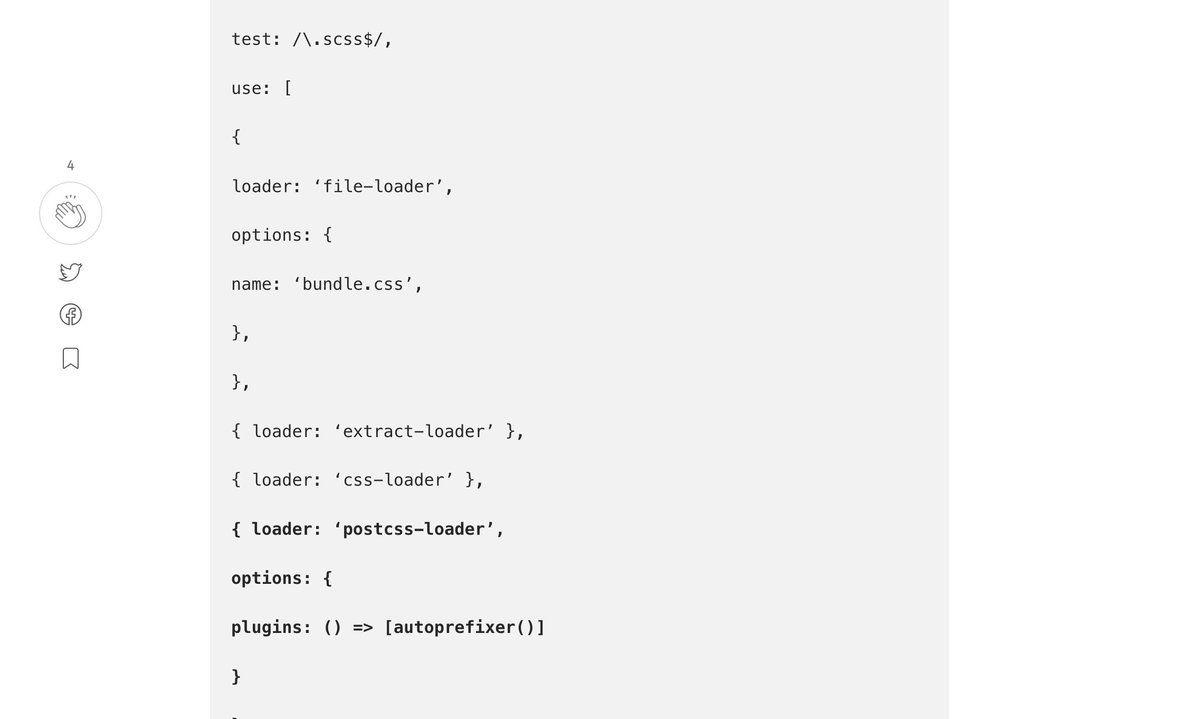 test: /\.scss$/,
use: [
{
loader: ‘file-loader’,
options: {
name: ‘bundle.css’,
},
},
{ loader: ‘extract-loader’ },
{ loader: ‘css-loader’ },
{ loader: ‘postcss-loader’,
options: {
plugins: () => [autoprefixer()]
}
4